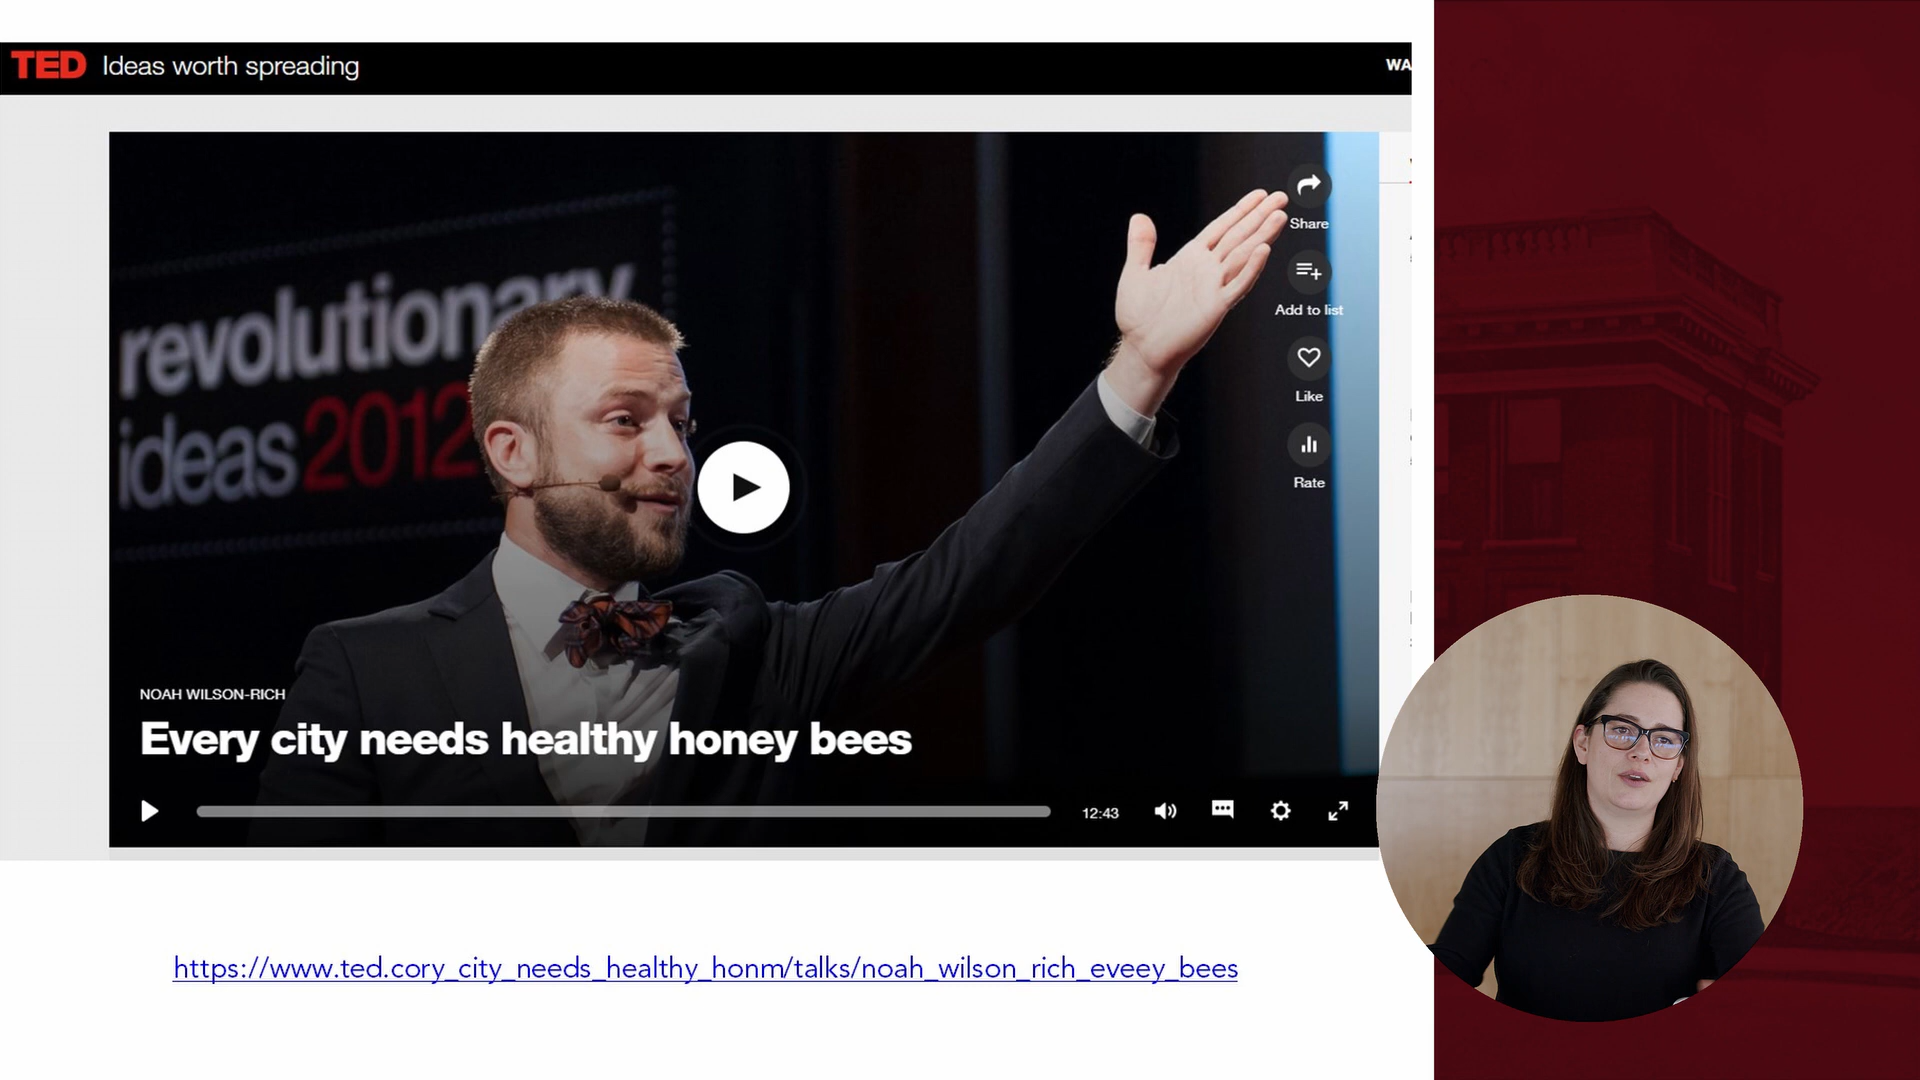 TED Ideas worth spreading
WA
revolutionary
ideas 2012
Share
Add to list
Like
Rate
NOAH WILSON-RICH
Every city needs healthy honey bees
12:43
https://www.ted.cory_city_needs_healthy_honm/talks/noah_wilson_rich_eveey_bees